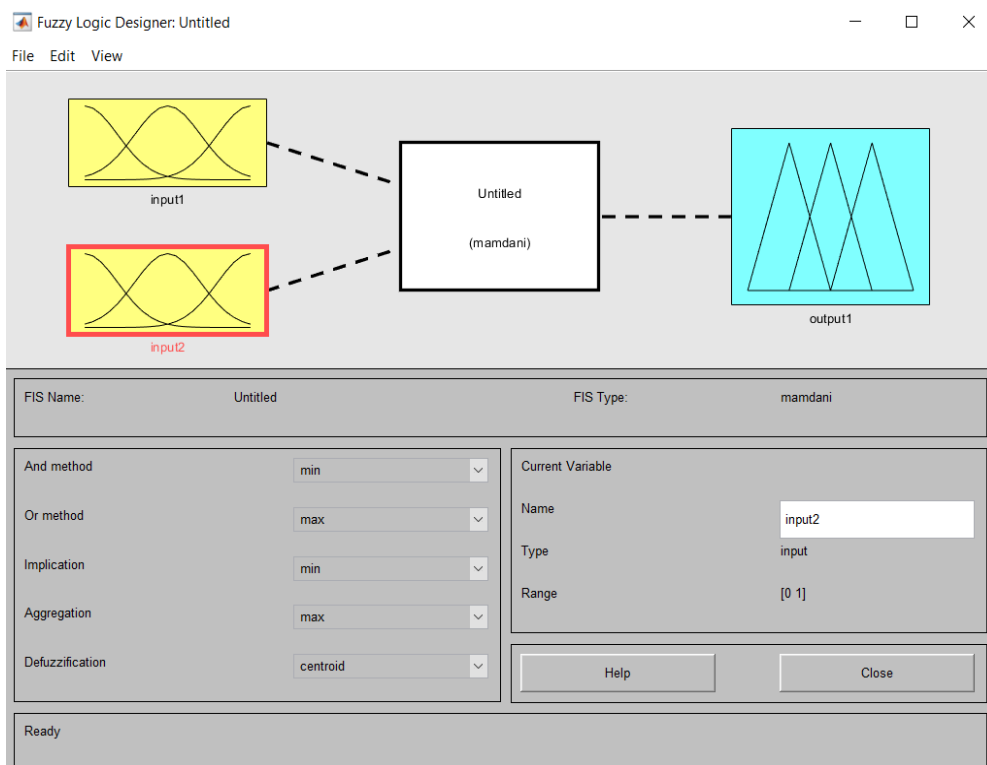 Fuzzy Logic Designer: Untitled
File Edit View
input1
Untitled
(mamdani)
output1
input2
FIS Name: Untitled FIS Type: mamdani
And method min
Or method max
Implication min
Aggregation max
Defuzzification centroid
Current Variable
Name input2
Type input
Range [0 1]
Help Close
Ready